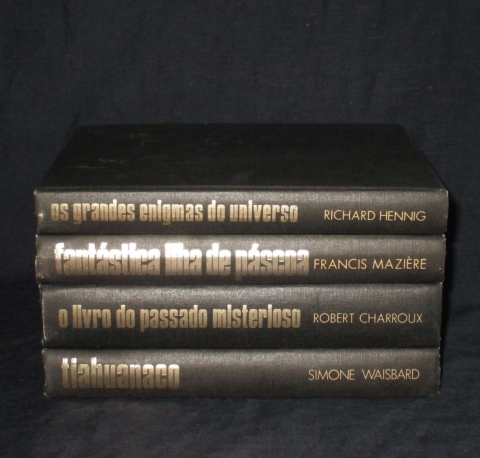 os grandes enigmas do universo RICHARD HENNIG
fantástica ilha de páscoa FRANCIS MAZIÈRE
o livro do passado misterioso ROBERT CHARROUX
tiahuanaco SIMONE WAISBARD